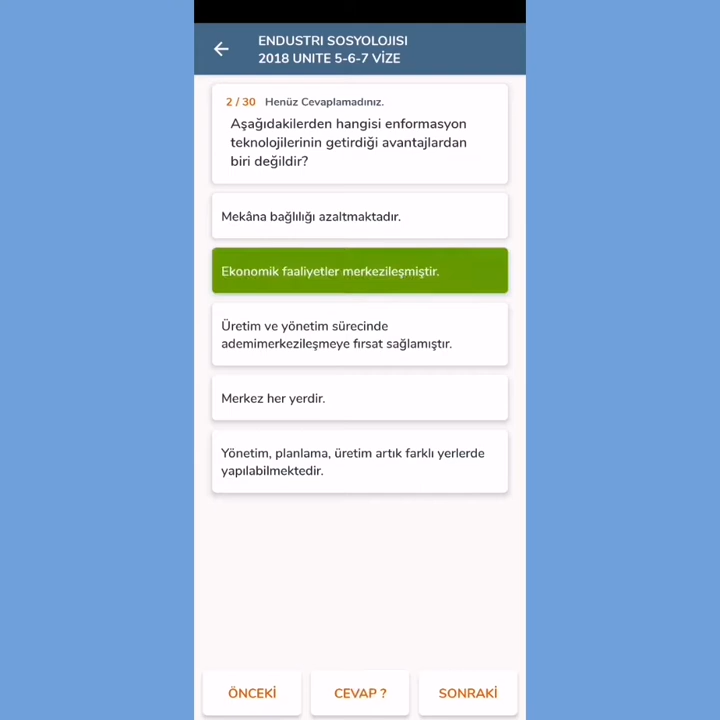 ENDUSTRI SOSYOLOJISI
2018 UNITE 5-6-7 VİZE
2 / 30 Henüz Cevaplamadınız.
Aşağıdakilerden hangisi enformasyon
teknolojilerinin getirdiği avantajlardan
biri değildir?
Mekâna bağlılığı azaltmaktadır.
Ekonomik faaliyetler merkezileşmiştir.
Üretim ve yönetim sürecinde
ademimerkezileşmeye fırsat sağlamıştır.
Merkez her yerdir.
Yönetim, planlama, üretim artık farklı yerlerde
yapılabilmektedir.
ÖNCEKİ CEVAP ? SONRAKİ